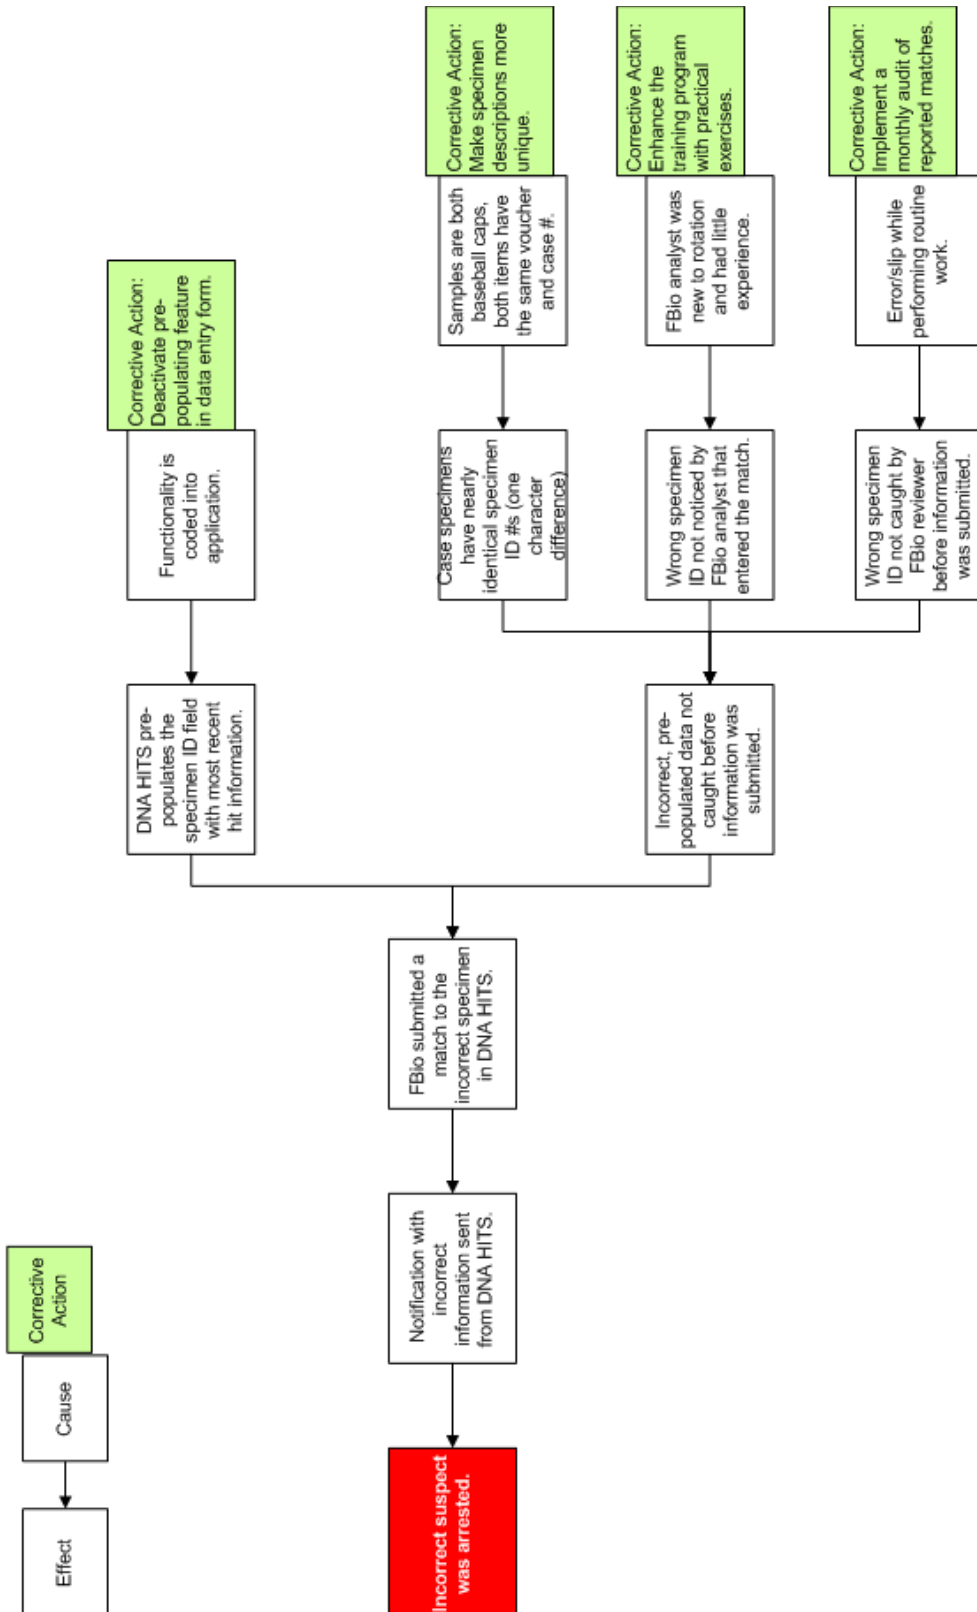 Effect
Cause
Corrective
Action
Incorrect suspect
was arrested.
Notification with
incorrect
information sent
from DNA HITS.
FBio submitted a
match to the
incorrect specimen
in DNA HITS.
DNA HITS pre-
populates the
specimen ID field
with most recent
hit information.
Functionality is
coded into
application.
Corrective Action:
Deactivate pre-
populating feature
in data entry form.
Incorrect, pre-
populated data not
caught before
information was
submitted.
Case specimens
have nearly
identical specimen
ID #s (one
character
difference)
Samples are both
baseball caps,
both items have
the same voucher
and case #.
Corrective Action:
Make specimen
descriptions more
unique.
Wrong specimen
ID not noticed by
FBio analyst that
entered the match.
FBio analyst was
new to rotation
and had little
experience.
Corrective Action:
Enhance the
training program
with practical
exercises.
Wrong specimen
ID not caught by
FBio reviewer
before information
was submitted.
Error/slip while
performing routine
work.
Corrective Action:
Implement a
monthly audit of
reported matches.